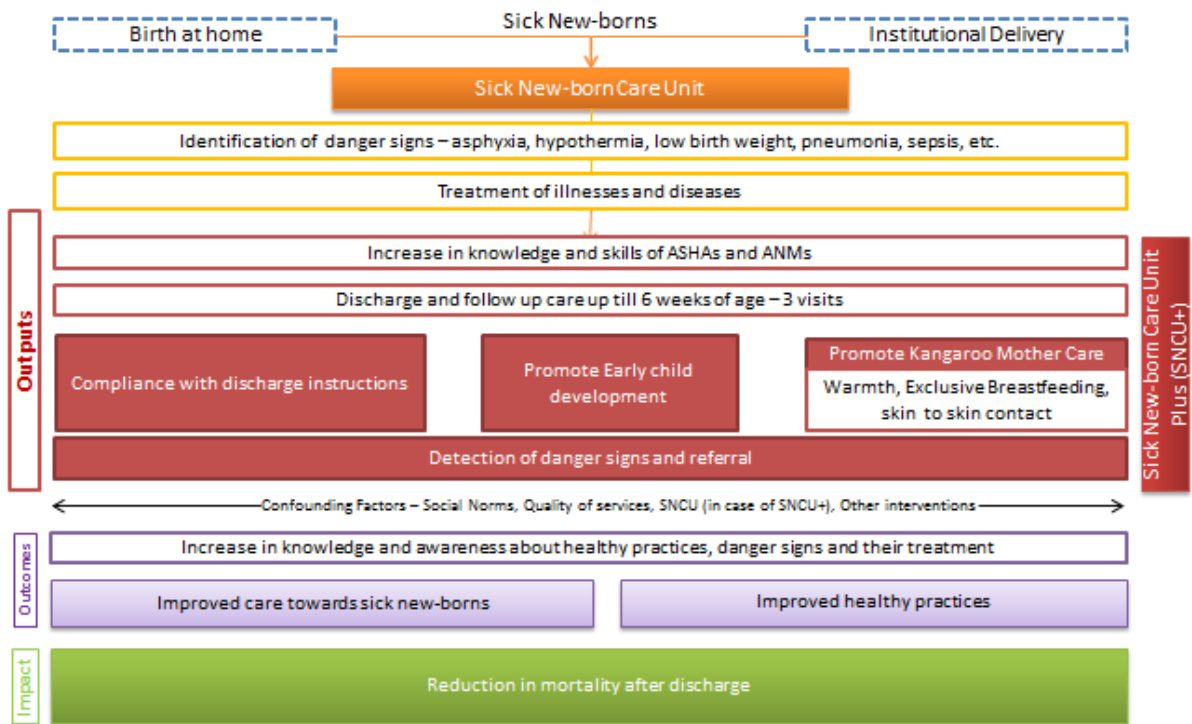 Sick New-borns
Birth at home
Institutional Delivery
Sick New-born Care Unit
Identification of danger signs – asphyxia, hypothermia, low birth weight, pneumonia, sepsis, etc.
Treatment of illnesses and diseases
Outputs
Increase in knowledge and skills of ASHAs and ANMs
Discharge and follow up care up till 6 weeks of age – 3 visits
Compliance with discharge instructions
Promote Early child
development
Promote Kangaroo Mother Care
Warmth, Exclusive Breastfeeding,
skin to skin contact
Detection of danger signs and referral
Sick New-born Care Unit
Plus (SNCU+)
Confounding Factors – Social Norms, Quality of services, SNCU (in case of SNCU+), Other interventions
Outcomes
Increase in knowledge and awareness about healthy practices, danger signs and their treatment
Improved care towards sick new-borns
Improved healthy practices
Impact
Reduction in mortality after discharge